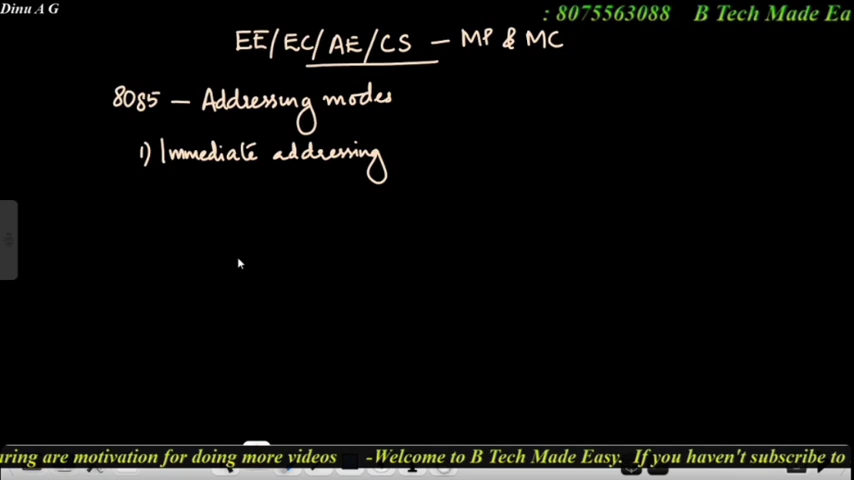 Dinu A G
: 8075563088 B Tech Made Ea
EE/EC/AE/CS - MP & MC
8085 - Addressing modes
1) Immediate addressing
aring are motivation for doing more videos -Welcome to B Tech Made Easy. If you haven't subscribe to